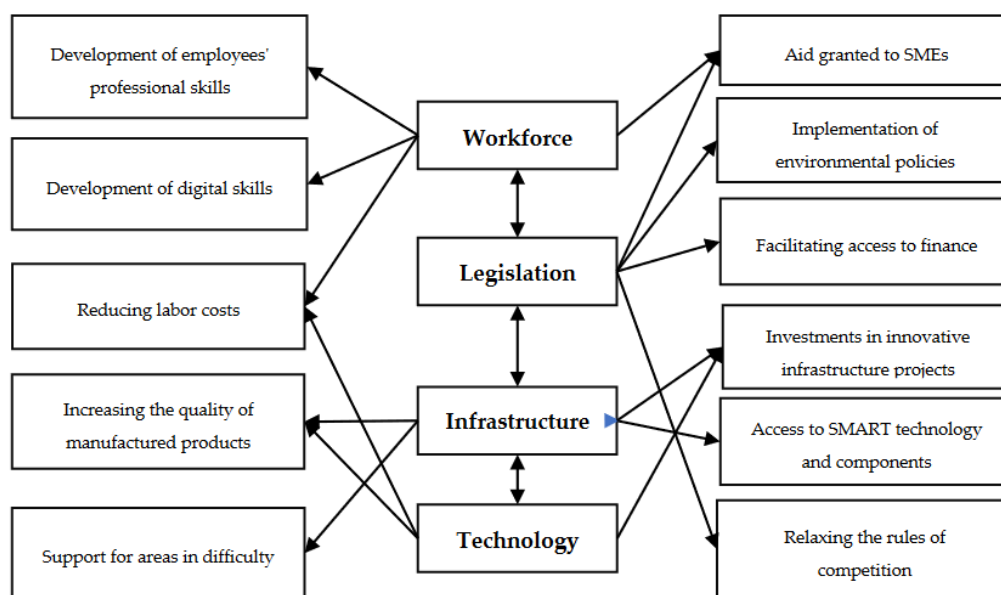 Development of employees'
professional skills
Development of digital skills
Reducing labor costs
Increasing the quality of
manufactured products
Support for areas in difficulty
Workforce
Legislation
Infrastructure
Technology
Aid granted to SMEs
Implementation of
environmental policies
Facilitating access to finance
Investments in innovative
infrastructure projects
Access to SMART technology
and components
Relaxing the rules of
competition